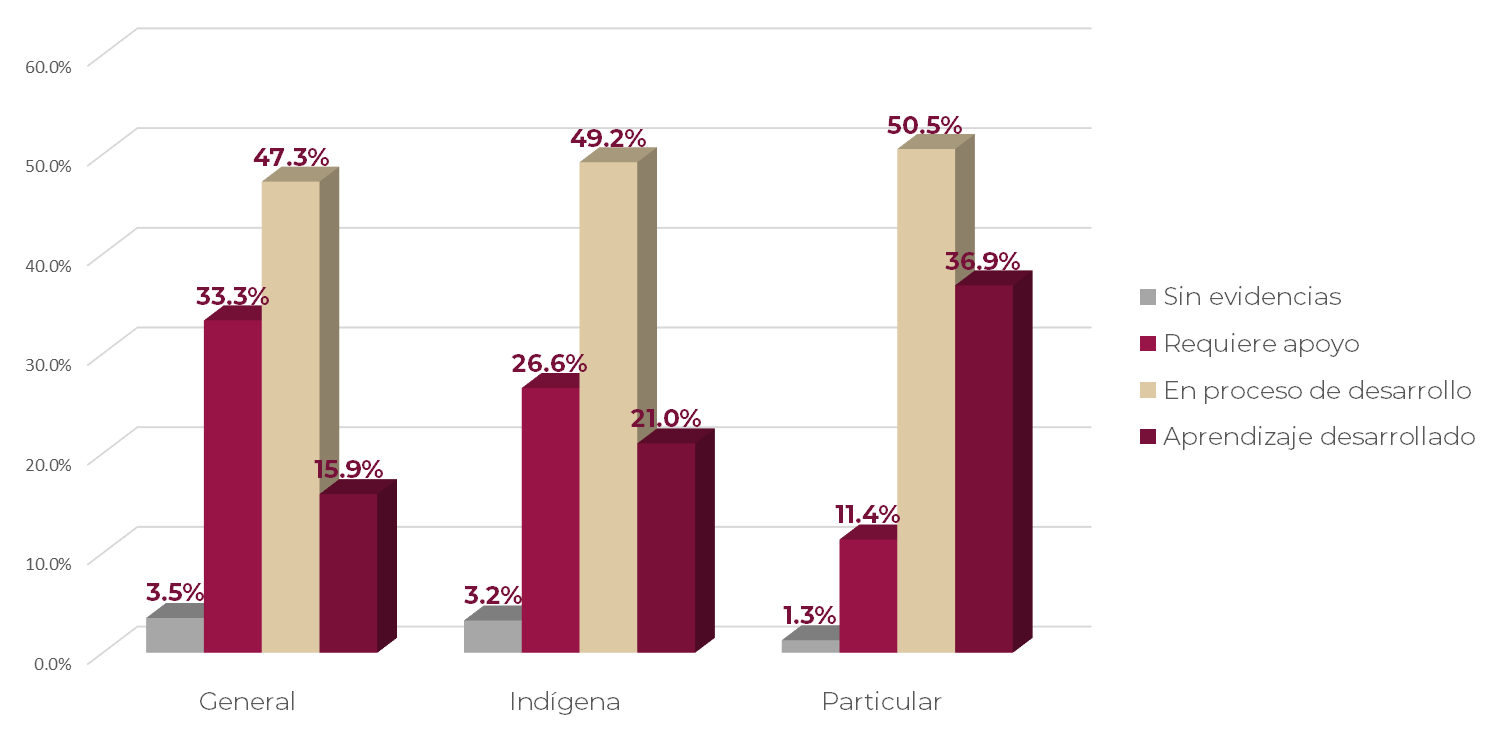 60.0%
50.0%
40.0%
30.0%
20.0%
10.0%
0.0%
3.5%
33.3%
47.3%
15.9%
3.2%
26.6%
49.2%
21.0%
1.3%
11.4%
50.5%
36.9%
General
Indígena
Particular
Sin evidencias
Requiere apoyo
En proceso de desarrollo
Aprendizaje desarrollado